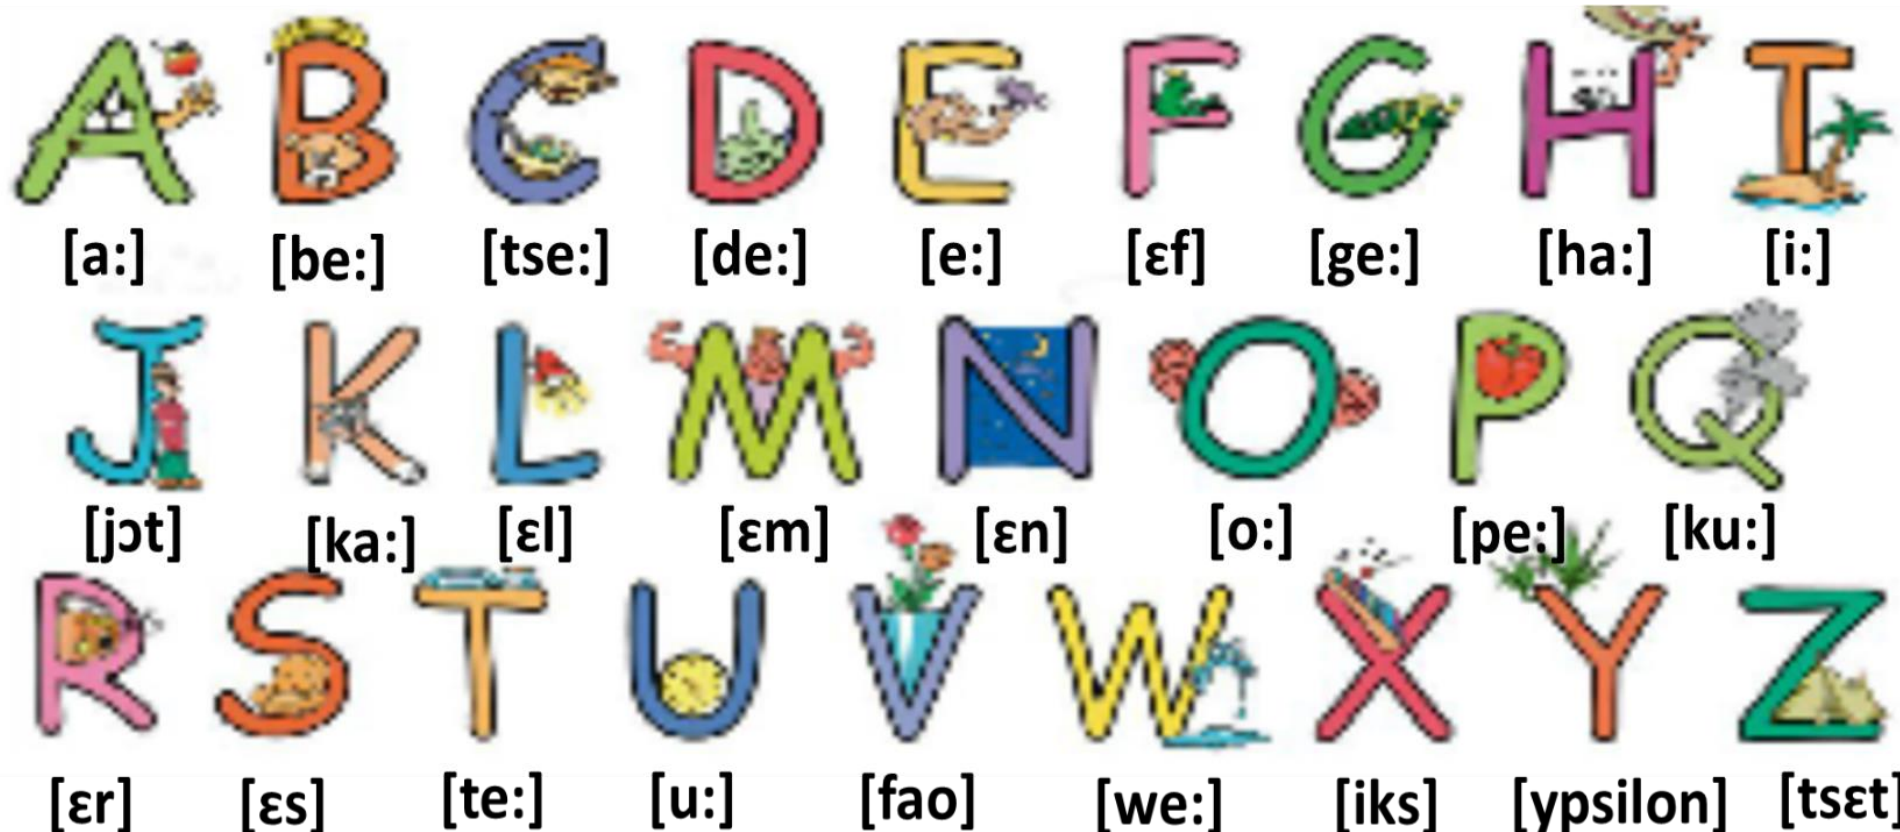 A B C D E F G H I
[a:] [be:] [tse:] [de:] [e:] [ɛf] [ge:] [ha:] [i:]
J K L M N O P Q
[jɔt] [ka:] [ɛl] [ɛm] [ɛn] [o:] [pe:] [ku:]
R S T U V W X Y Z
[ɛr] [ɛs] [te:] [u:] [fao] [we:] [iks] [ypsilon] [tsɛt]